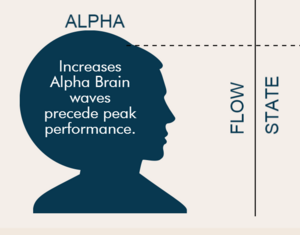 ALPHA
Increases
Alpha Brain
waves
precede peak
performance.
FLOW
STATE